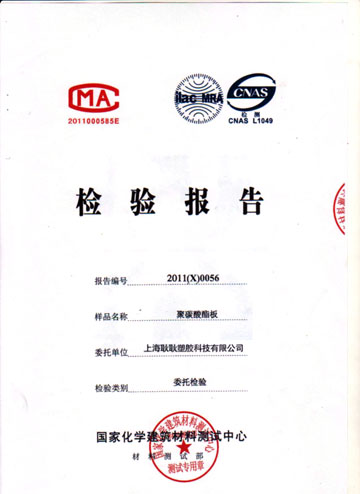 CMA
2011000585E
ilac-MRA
CNAS
检 测
CNAS L1049
检 验 报 告
报告编号 2011(X)0056
样品名称 聚碳酸酯板
委托单位 上海耿耿塑胶科技有限公司
检验类别 委托检验
国家化学建筑材料测试中心
材 料 测 试 部
测试专用章